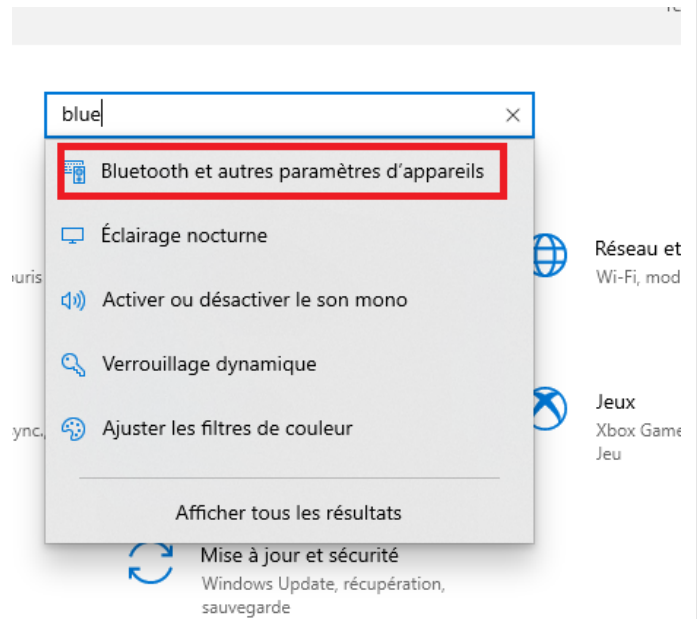 blue
Bluetooth et autres paramètres d'appareils
Éclairage nocturne
Réseau et
uris
Wi-Fi, mod
Activer ou désactiver le son mono
Verrouillage dynamique
Jeux
ync.,
Ajuster les filtres de couleur
Xbox Game
Jeu
Afficher tous les résultats
Mise à jour et sécurité
Windows Update, récupération,
sauvegarde